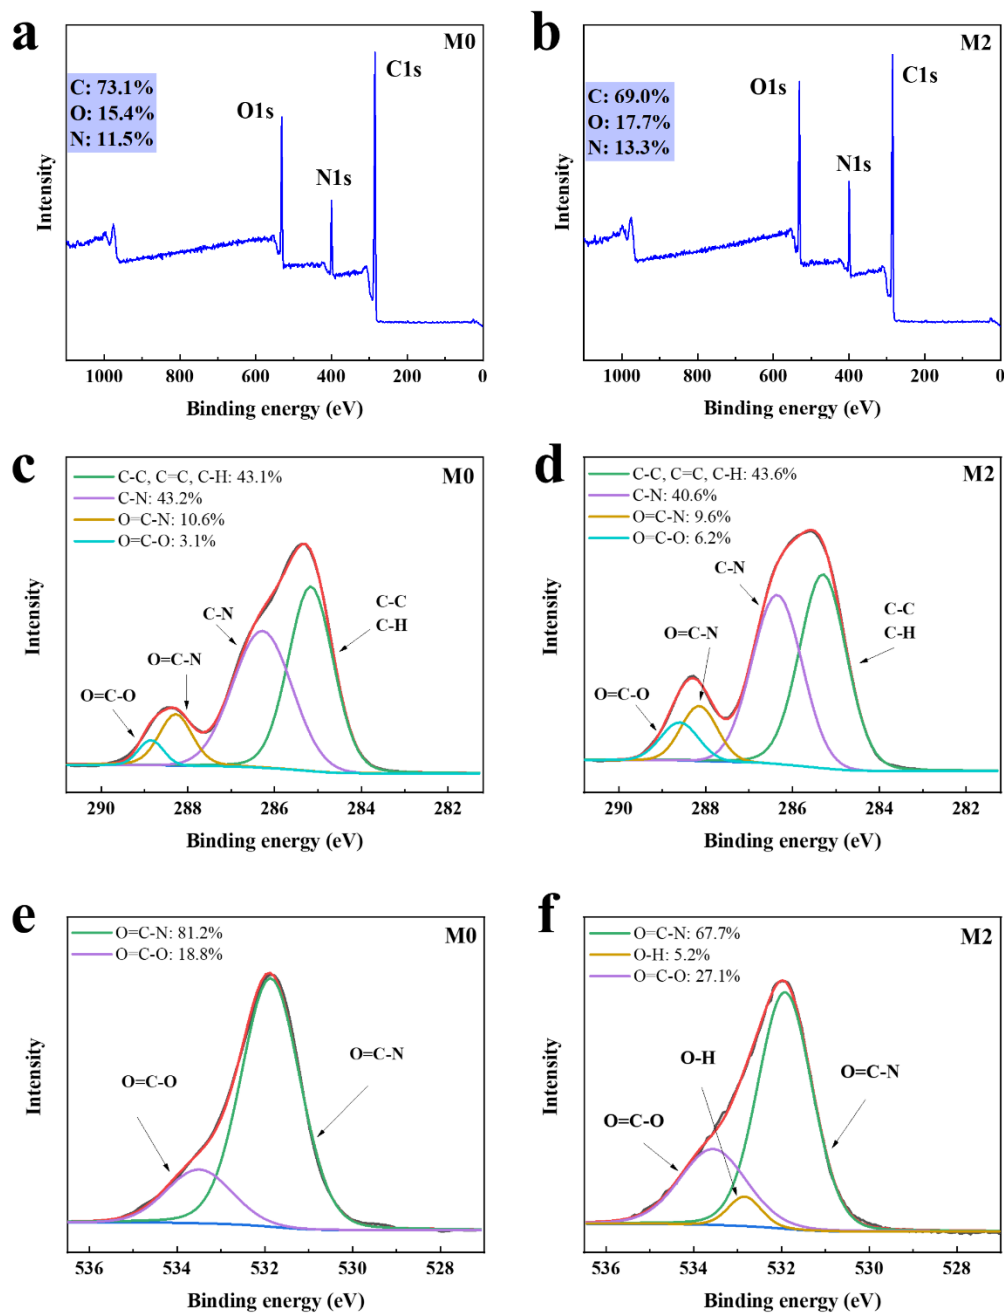 a
M0
C: 73.1%
O: 15.4%
N: 11.5%
O1s
N1s
C1s
Intensity
1000
800
600
400
200
0
Binding energy (eV)
b
M2
C: 69.0%
O: 17.7%
N: 13.3%
O1s
N1s
C1s
Intensity
1000
800
600
400
200
0
Binding energy (eV)
c
M0
C-C, C=C, C-H: 43.1%
C-N: 43.2%
O=C-N: 10.6%
O=C-O: 3.1%
C-N
C-C
C-H
O=C-N
O=C-O
Intensity
290
288
286
284
282
Binding energy (eV)
d
M2
C-C, C=C, C-H: 43.6%
C-N: 40.6%
O=C-N: 9.6%
O=C-O: 6.2%
C-N
C-C
C-H
O=C-N
O=C-O
Intensity
290
288
286
284
282
Binding energy (eV)
e
M0
O=C-N: 81.2%
O=C-O: 18.8%
O=C-O
O=C-N
Intensity
536
534
532
530
528
Binding energy (eV)
f
M2
O=C-N: 67.7%
O-H: 5.2%
O=C-O: 27.1%
O-H
O=C-N
O=C-O
Intensity
536
534
532
530
528
Binding energy (eV)